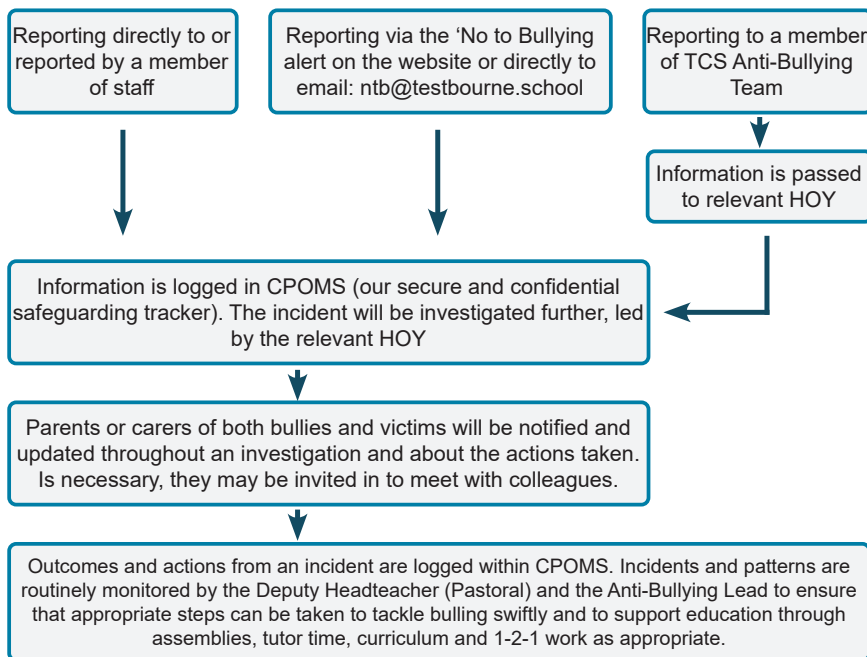 Reporting directly to or
reported by a member
of staff
Reporting via the ‘No to Bullying
alert on the website or directly to
email: ntb@testbourne.school
Reporting to a member
of TCS Anti-Bullying
Team
Information is passed
to relevant HOY
Information is logged in CPOMS (our secure and confidential
safeguarding tracker). The incident will be investigated further, led
by the relevant HOY
Parents or carers of both bullies and victims will be notified and
updated throughout an investigation and about the actions taken.
Is necessary, they may be invited in to meet with colleagues.
Outcomes and actions from an incident are logged within CPOMS. Incidents and patterns are
routinely monitored by the Deputy Headteacher (Pastoral) and the Anti-Bullying Lead to ensure
that appropriate steps can be taken to tackle bulling swiftly and to support education through
assemblies, tutor time, curriculum and 1-2-1 work as appropriate.